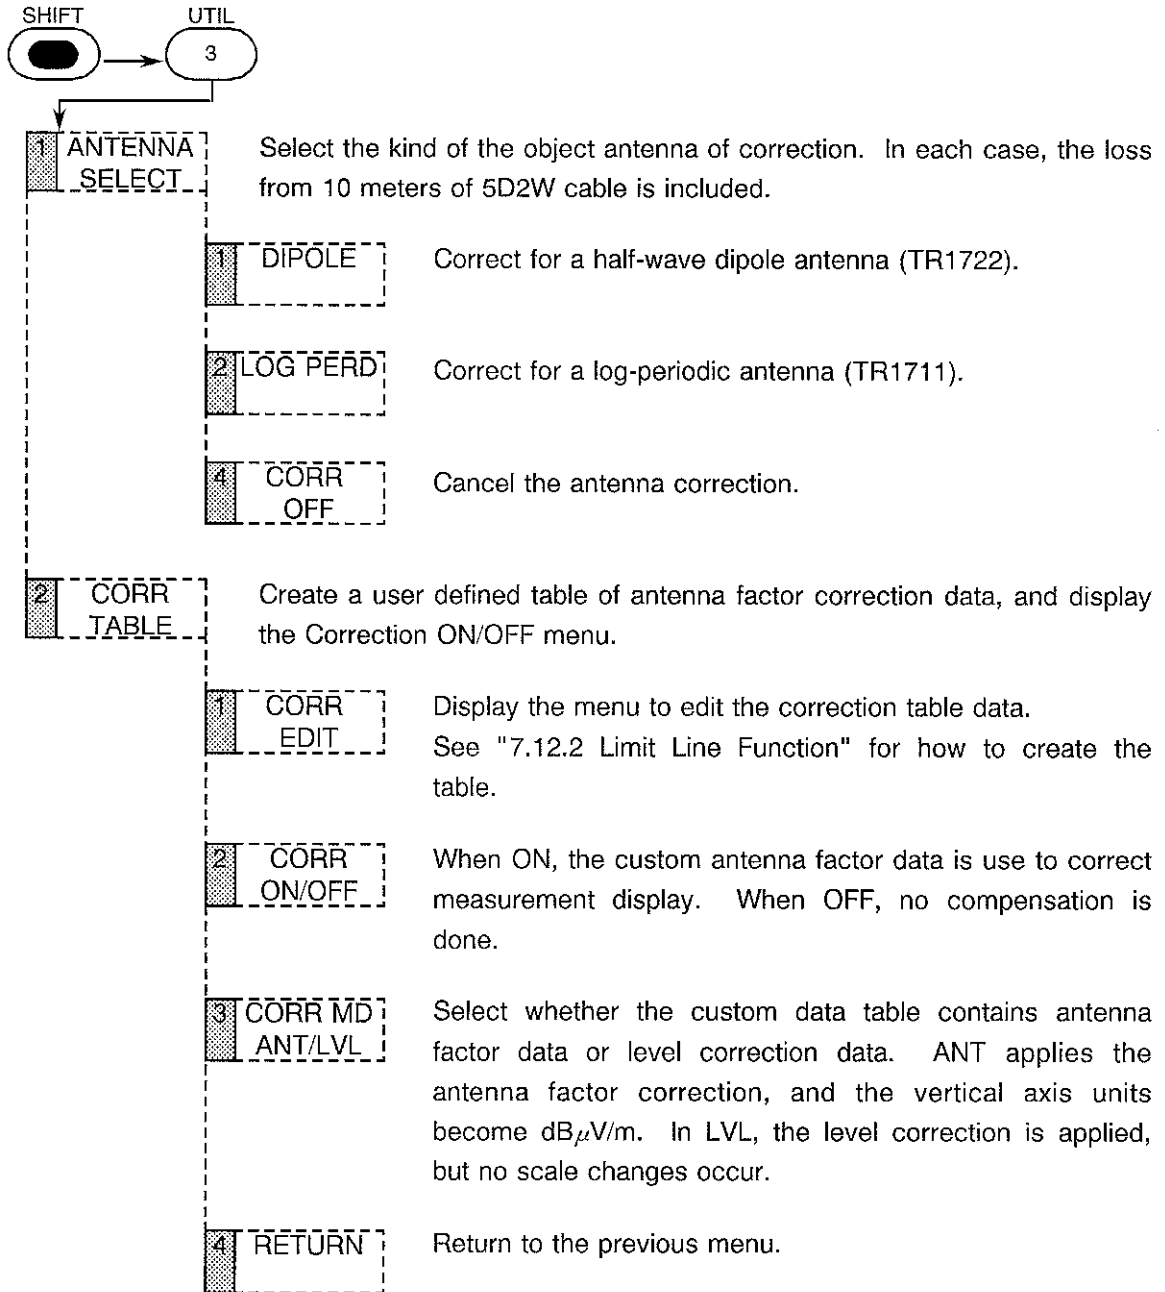 SHIFT UTIL
3
1 ANTENNA SELECT
Select the kind of the object antenna of correction. In each case, the loss
from 10 meters of 5D2W cable is included.
1 DIPOLE
Correct for a half-wave dipole antenna (TR1722).
2 LOG PERD
Correct for a log-periodic antenna (TR1711).
4 CORR OFF
Cancel the antenna correction.
2 CORR TABLE
Create a user defined table of antenna factor correction data, and display
the Correction ON/OFF menu.
1 CORR EDIT
Display the menu to edit the correction table data.
See "7.12.2 Limit Line Function" for how to create the
table.
2 CORR ON/OFF
When ON, the custom antenna factor data is use to correct
measurement display. When OFF, no compensation is
done.
3 CORR MD ANT/LVL
Select whether the custom data table contains antenna
factor data or level correction data. ANT applies the
antenna factor correction, and the vertical axis units
become dBμV/m. In LVL, the level correction is applied,
but no scale changes occur.
4 RETURN
Return to the previous menu.